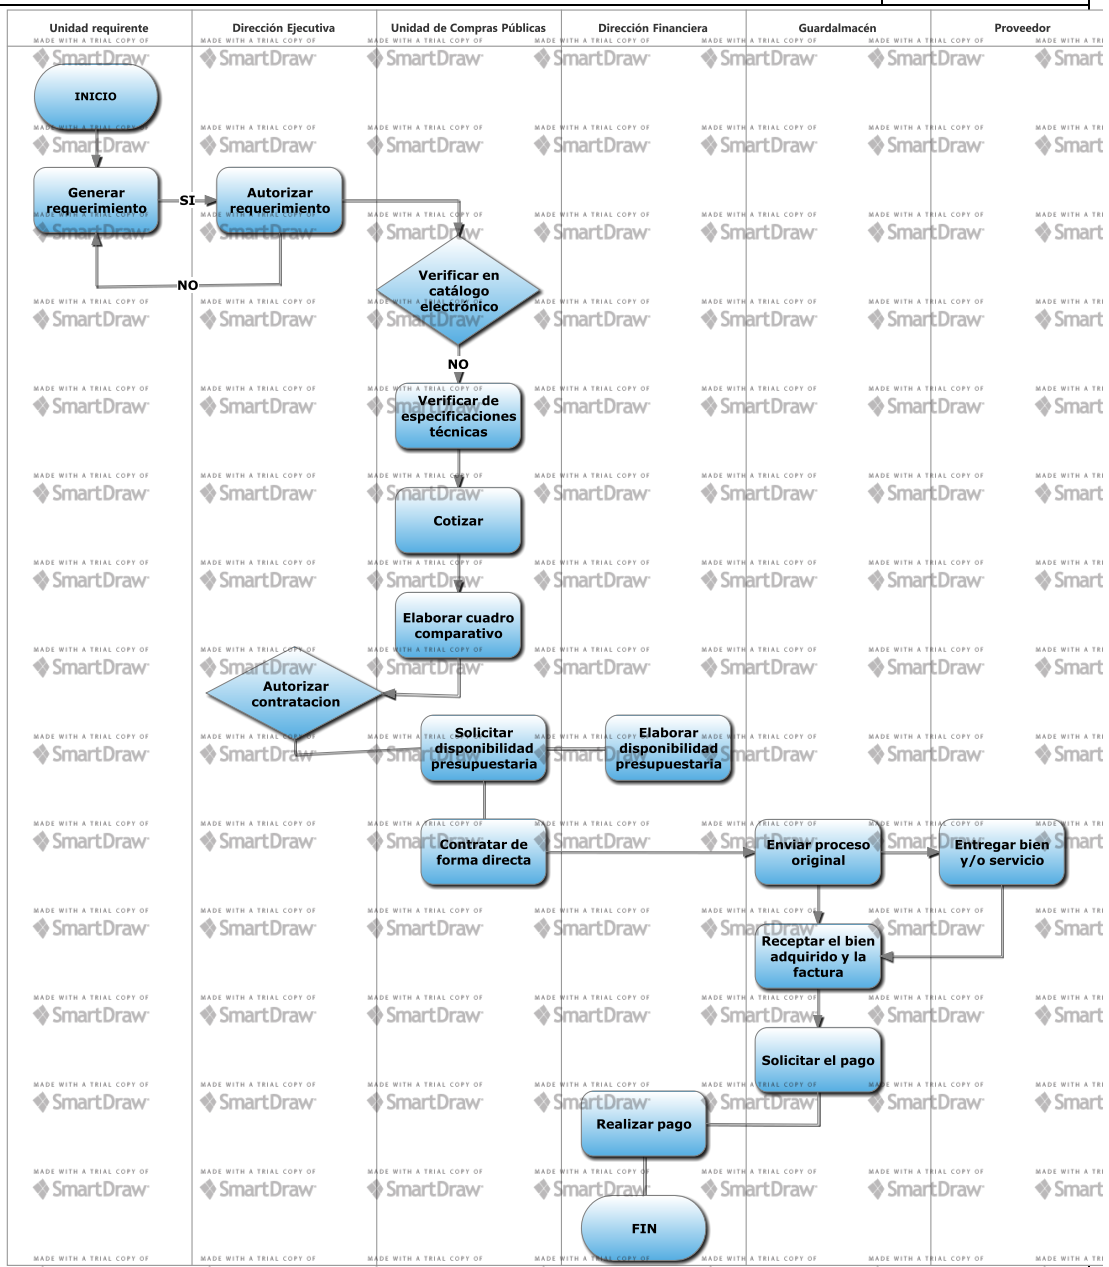 Unidad requirente
Dirección Ejecutiva
Unidad de Compras Públicas
Dirección Financiera
Guardalmacén
Proveedor
INICIO
Generar
requerimiento
SI
Autorizar
requerimiento
NO
Verificar en
catálogo
electrónico
NO
Verificar de
especificaciones
técnicas
Cotizar
Elaborar cuadro
comparativo
Autorizar
contratacion
Solicitar
disponibilidad
presupuestaria
Elaborar
disponibilidad
presupuestaria
Contratar de
forma directa
Enviar proceso
original
Entregar bien
y/o servicio
Receptar el bien
adquirido y la
factura
Solicitar el pago
Realizar pago
FIN
MADE WITH A TRIAL COPY OF
SmartDraw